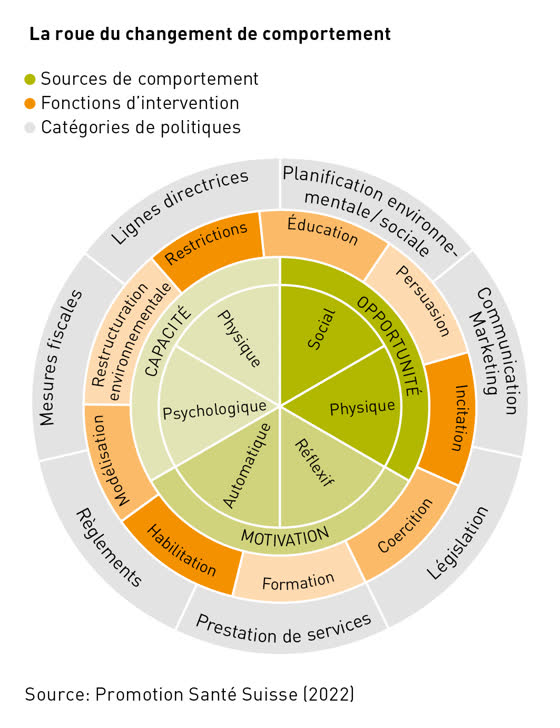 La roue du changement de comportement
Sources de comportement
Fonctions d'intervention
Catégories de politiques
Lignes directrices
Planification environne-
mentale/sociale
Communication
Marketing
Législation
Prestation de services
Règlements
Mesures fiscales
Restrictions
Éducation
Persuasion
Incitation
Coercition
Formation
Habilitation
Modélisation
Restructuration
environnementale
CAPACITÉ
OPPORTUNITÉ
MOTIVATION
Physique
Social
Physique
Réflexif
Automatique
Psychologique
Source: Promotion Santé Suisse (2022)